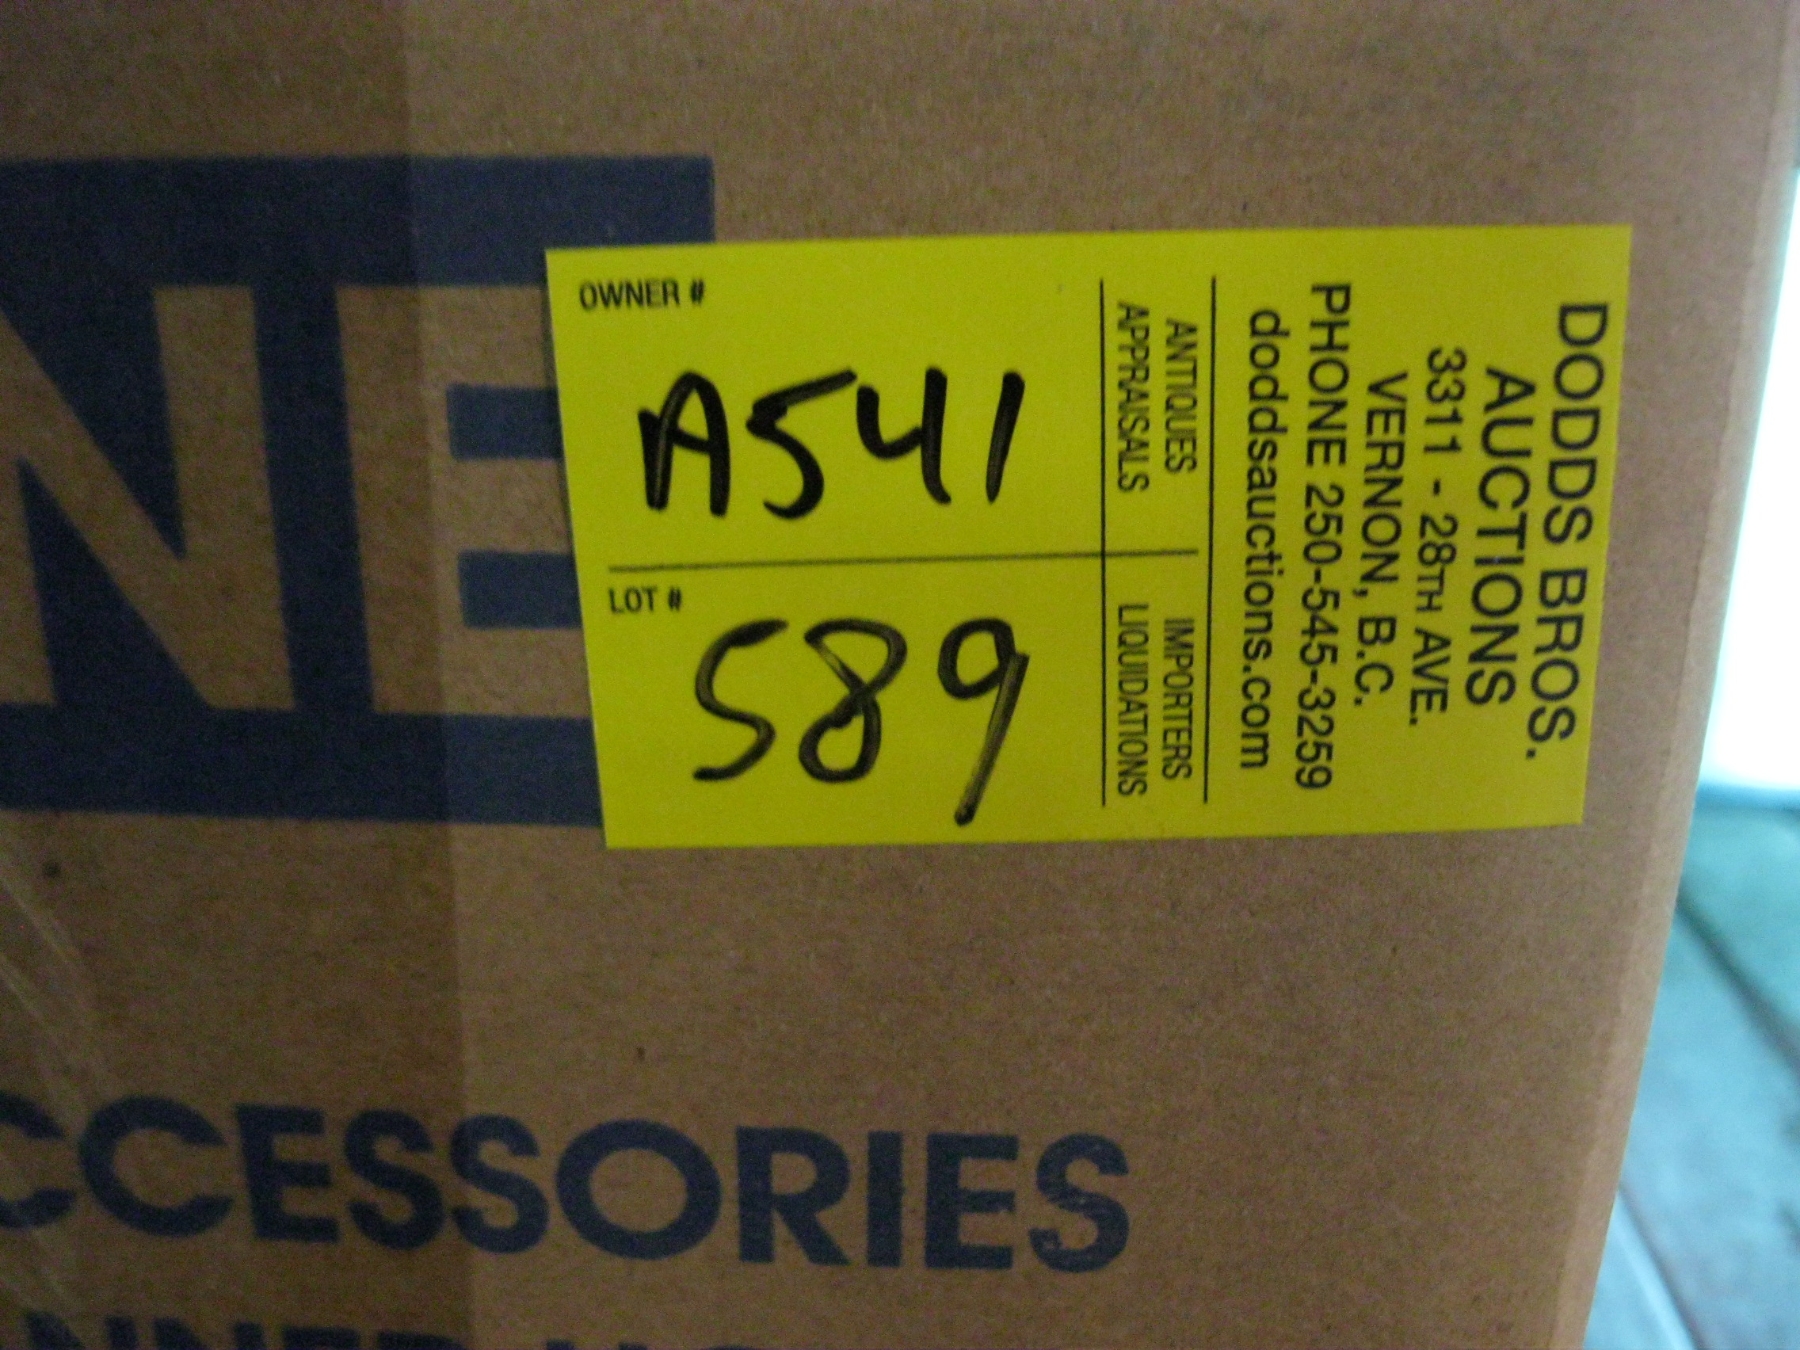 NE
OWNER #
A541
LOT #
589
ANTIQUES
APPRAISALS
IMPORTERS
LIQUIDATIONS
DODDS BROS.
AUCTIONS
3311 - 28TH AVE.
VERNON, B.C.
PHONE 250-545-3259
doddsauctions.com
CCESSORIES